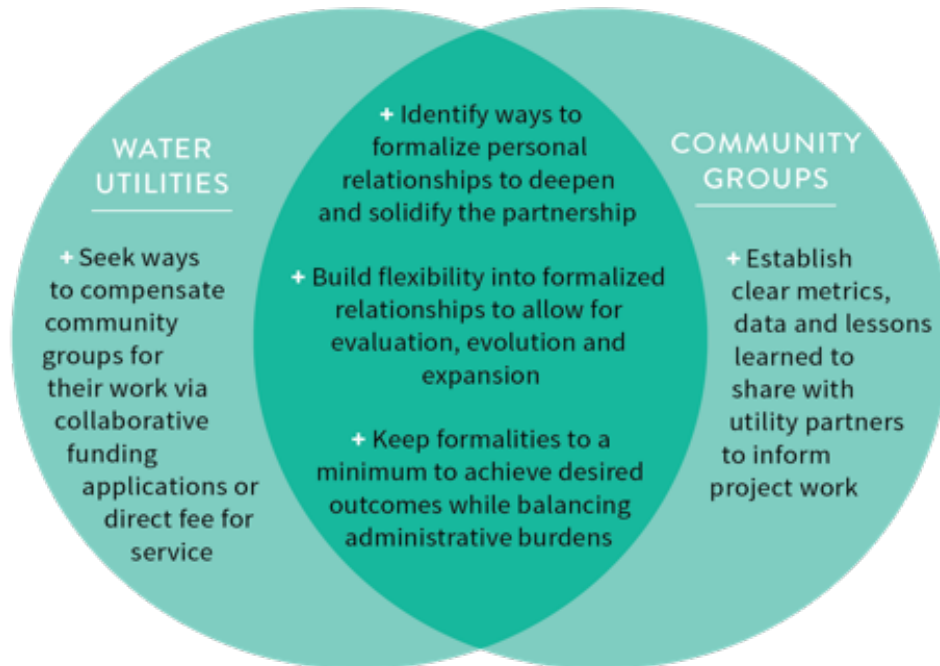 WATER
UTILITIES
+ Seek ways
to compensate
community
groups for
their work via
collaborative
funding
applications or
direct fee for
service
+ Identify ways to
formalize personal
relationships to deepen
and solidify the partnership
+ Build flexibility into formalized
relationships to allow for
evaluation, evolution and
expansion
+ Keep formalities to a
minimum to achieve desired
outcomes while balancing
administrative burdens
COMMUNITY
GROUPS
+ Establish
clear metrics,
data and lessons
learned to
share with
utility partners
to inform
project work